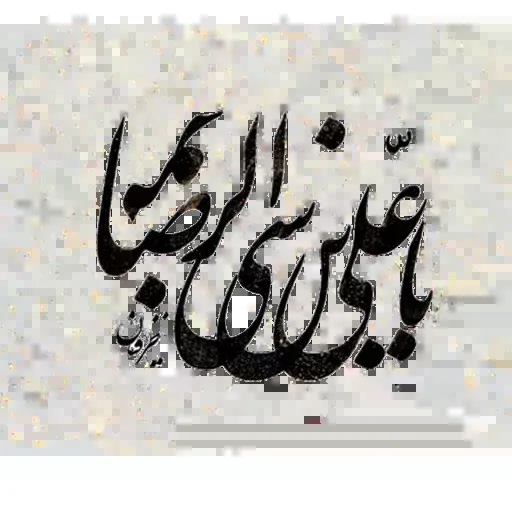 یا علی بن موسی الرضا